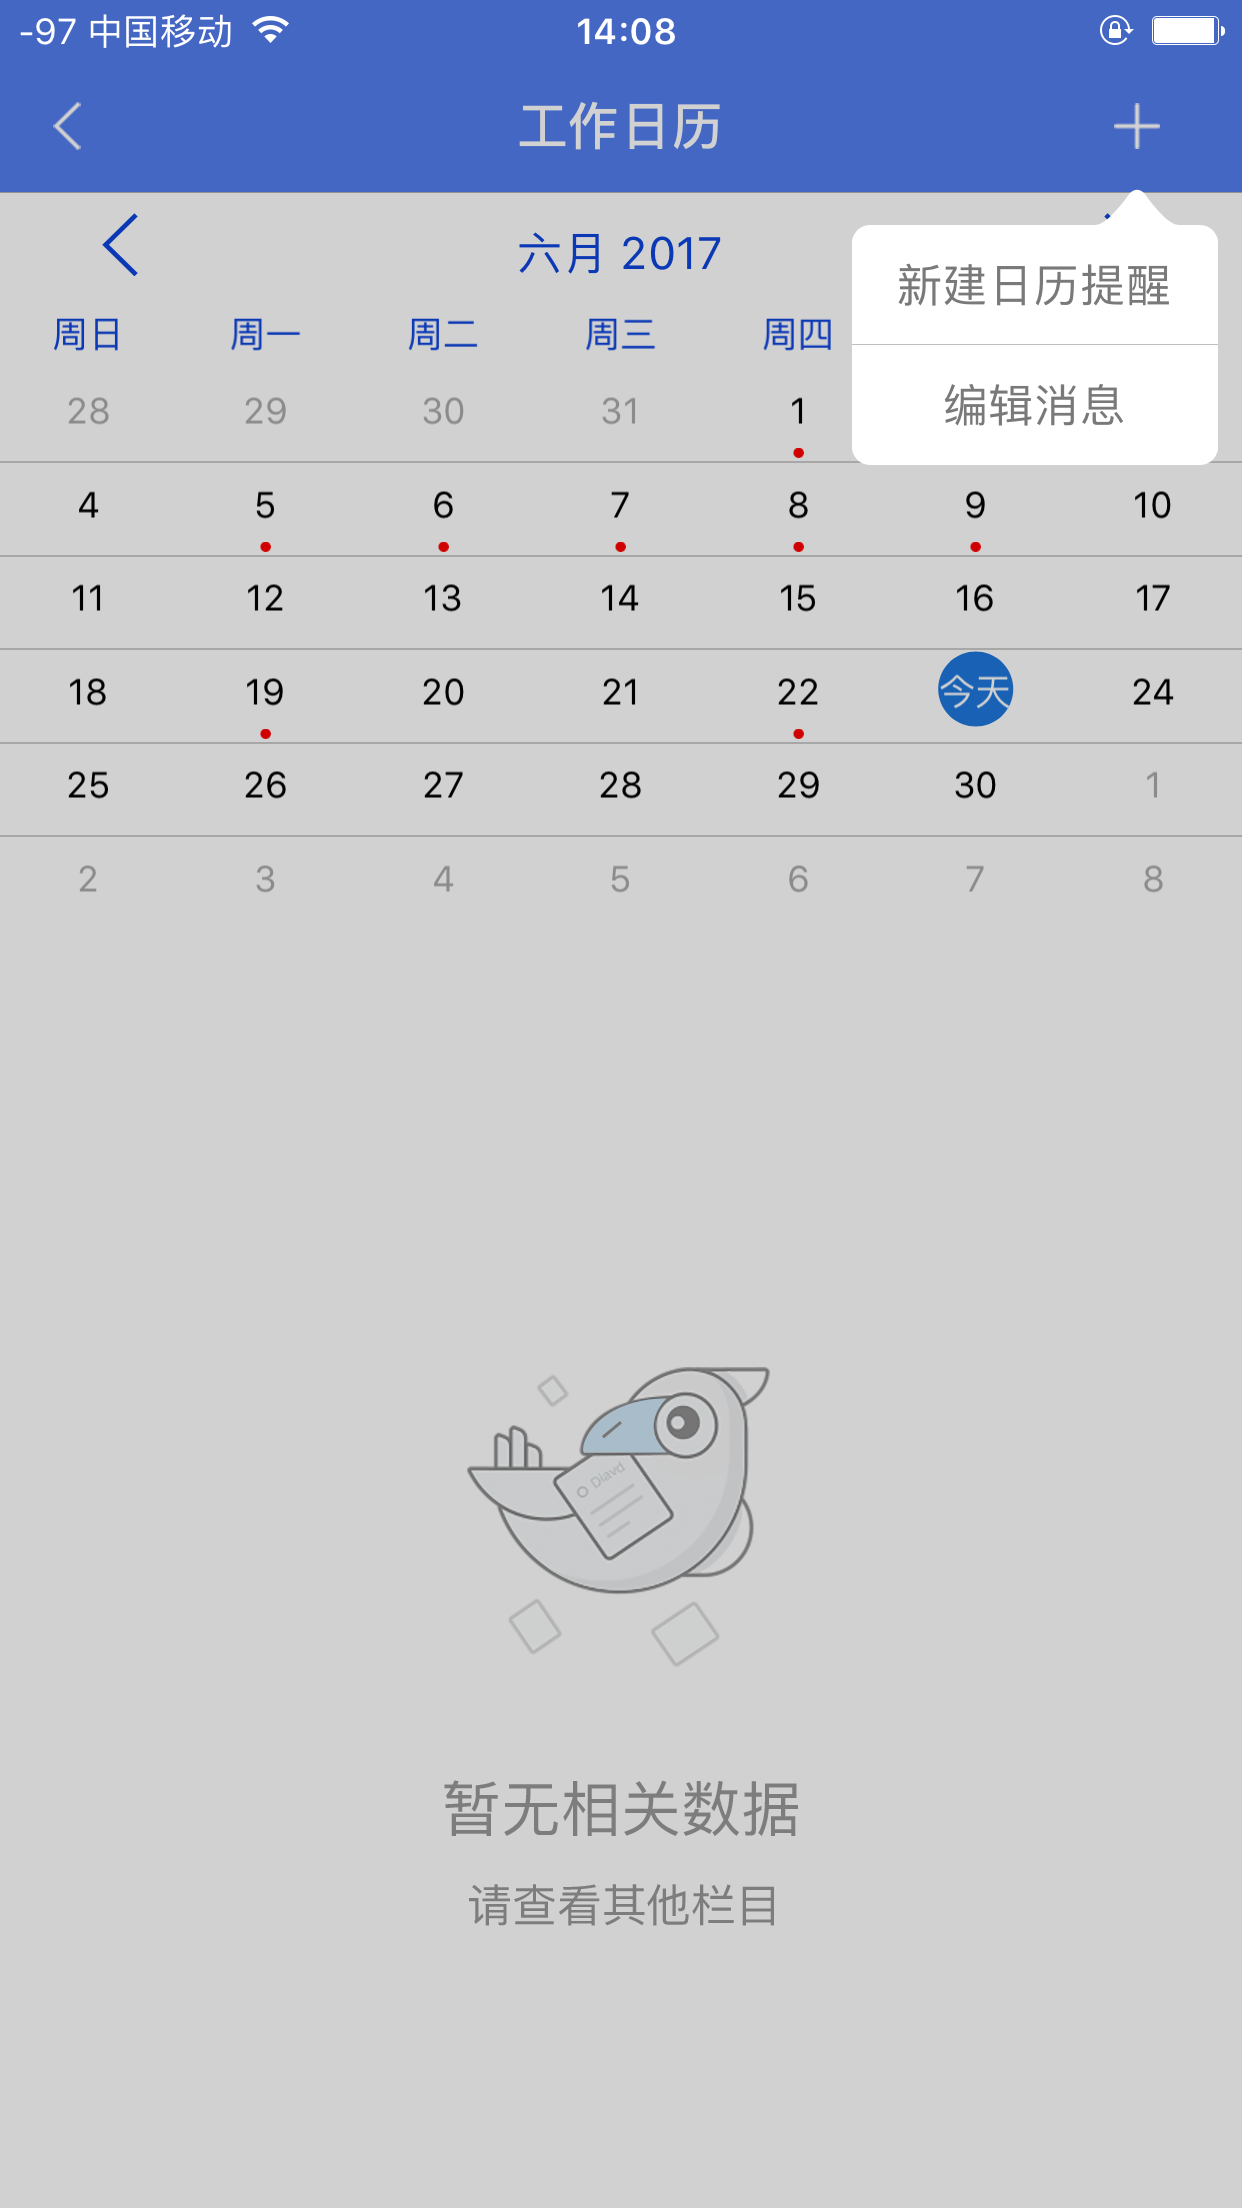 -97 中国移动 14:08
工作日历
六月 2017
新建日历提醒
编辑消息
周日 周一 周二 周三 周四
28 29 30 31 1
4 5 6 7 8 9 10
11 12 13 14 15 16 17
18 19 20 21 22 今天 24
25 26 27 28 29 30 1
2 3 4 5 6 7 8
Diavd
暂无相关数据
请查看其他栏目